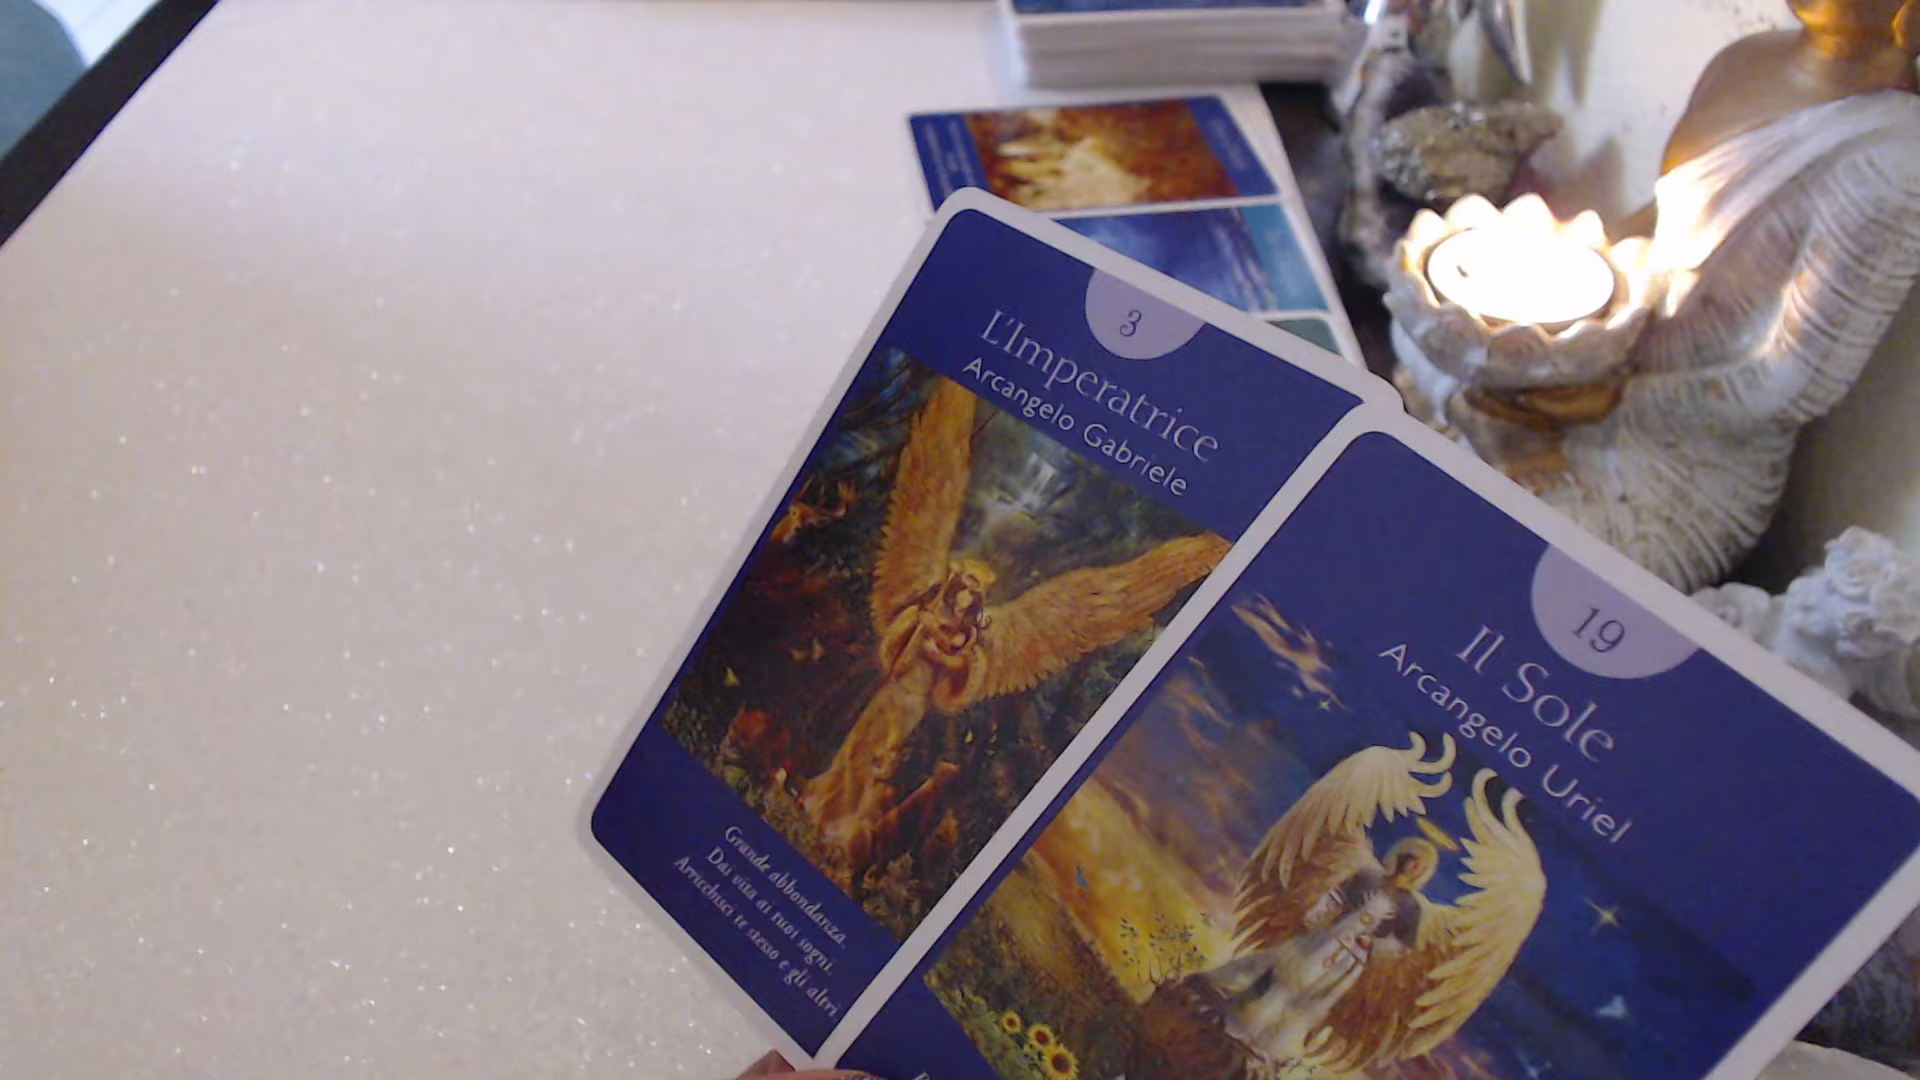 3
L'Imperatrice
Arcangelo Gabriele
Grande abbondanza.
Dai vita ai tuoi sogni.
Arricchisci te stesso e gli altri.
19
Il Sole
Arcangelo Uriel